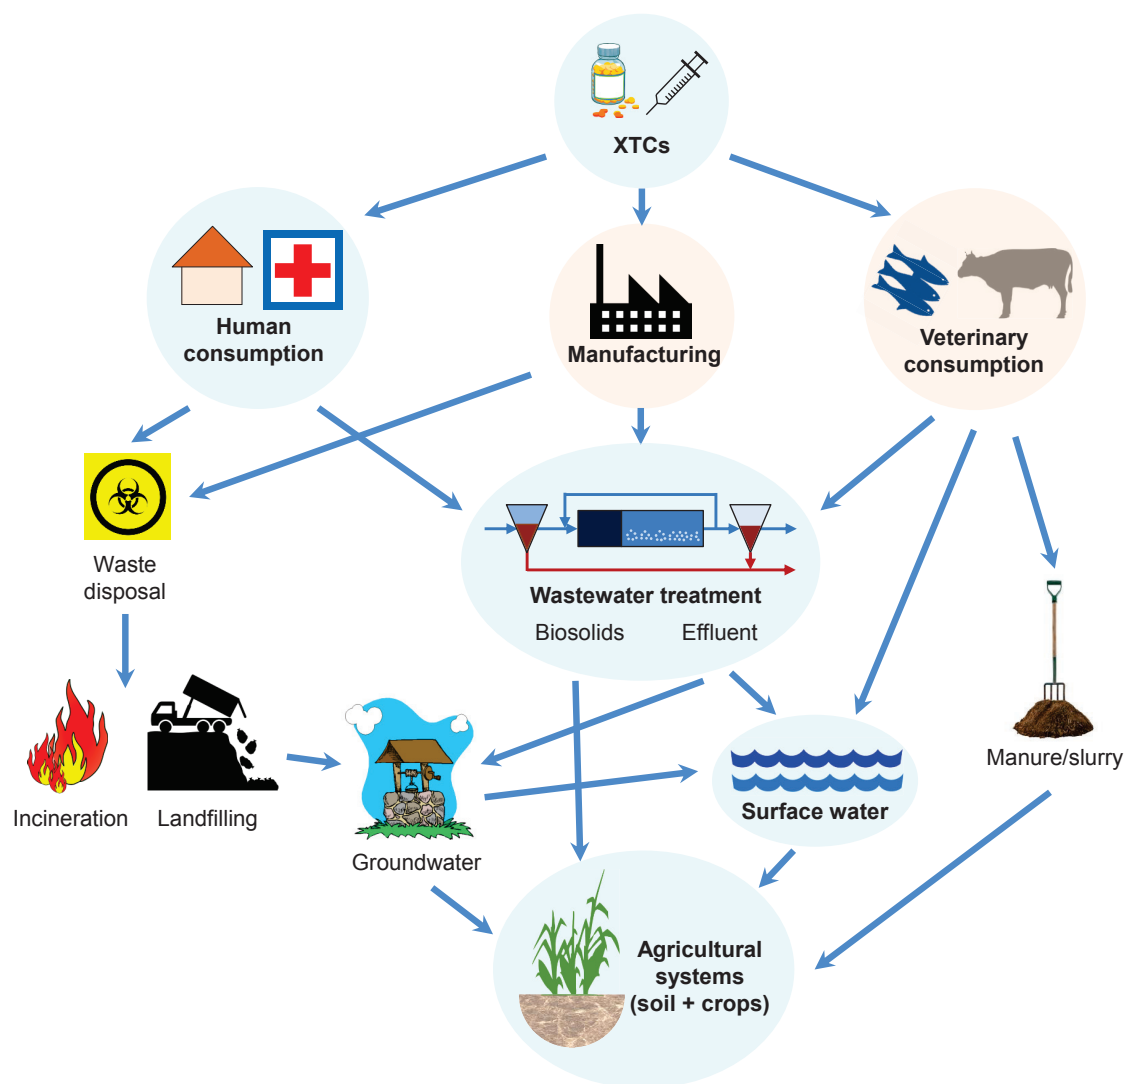 XTCs
Human
consumption
Manufacturing
Veterinary
consumption
Waste
disposal
Wastewater treatment
Biosolids
Effluent
Incineration
Landfilling
Groundwater
Surface water
Manure/slurry
Agricultural
systems
(soil + crops)